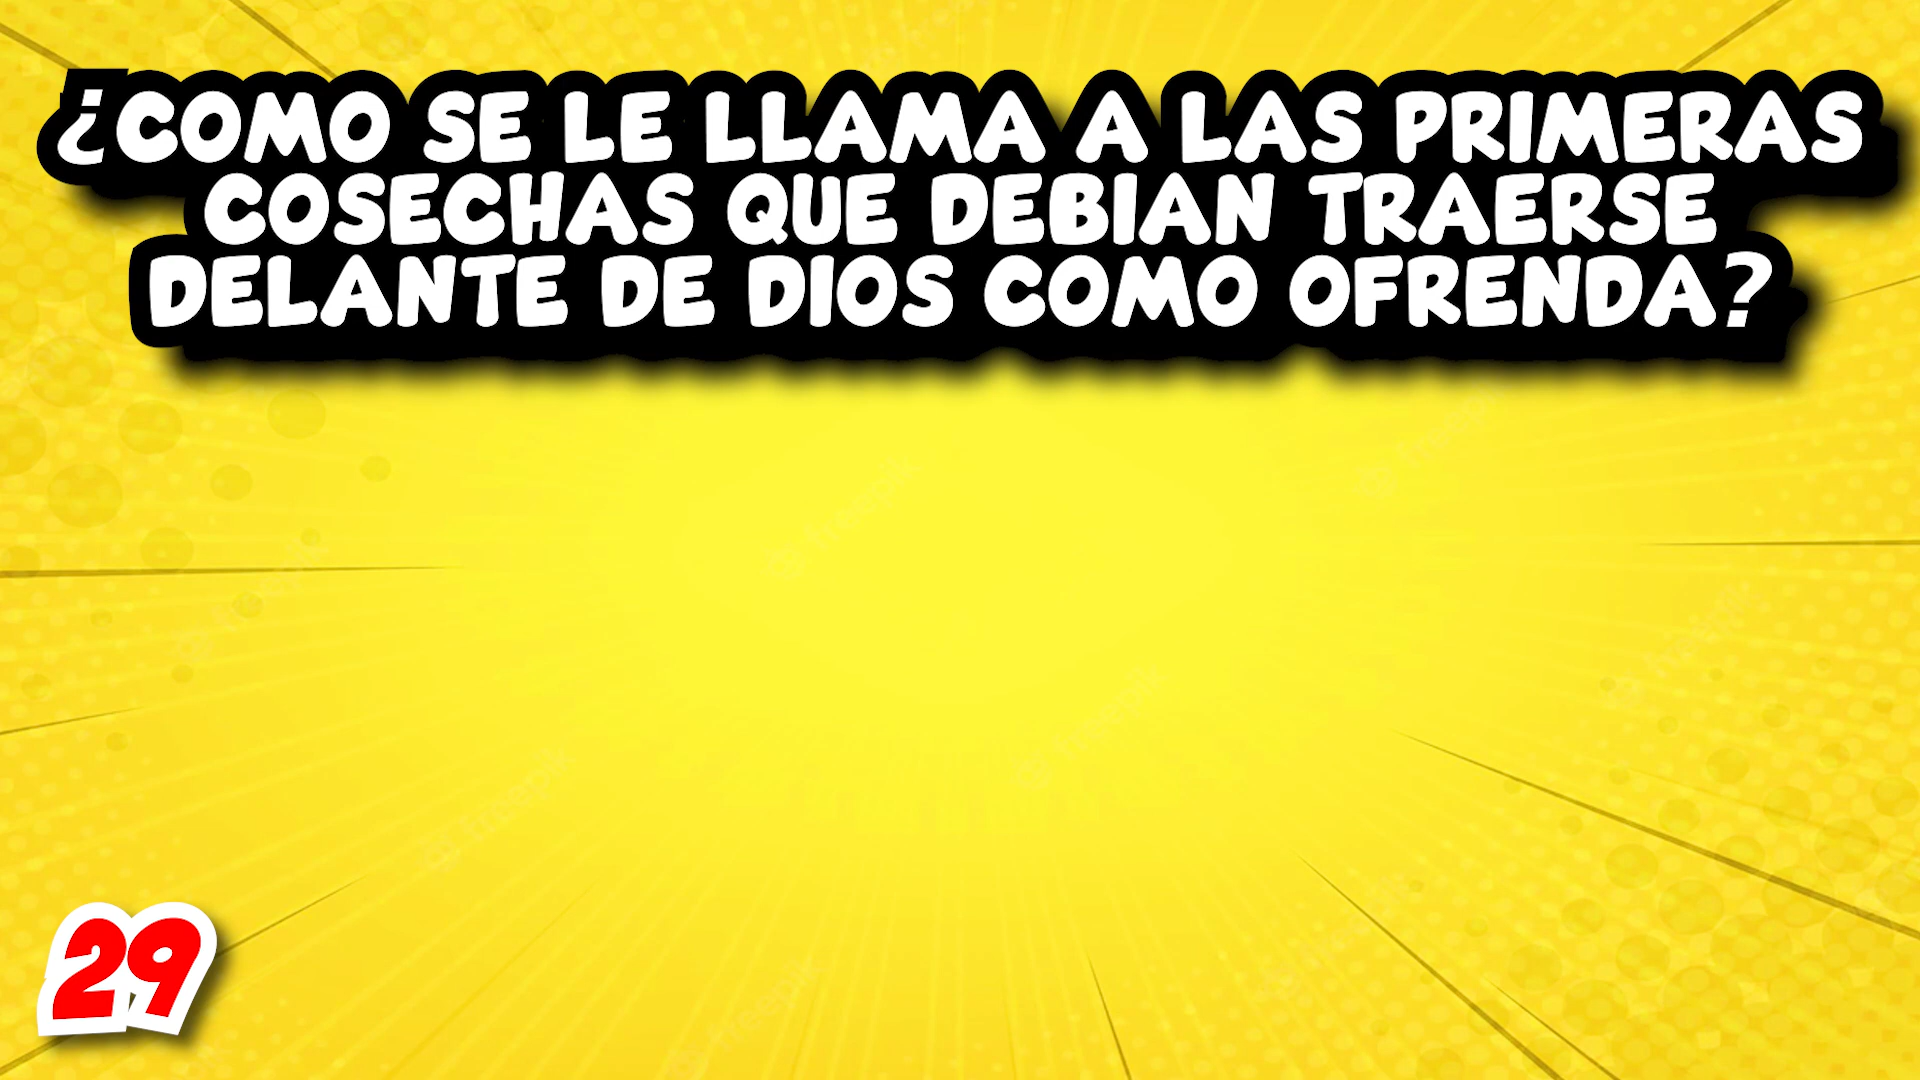 ¿COMO SE LE LLAMA A LAS PRIMERAS
COSECHAS QUE DEBIAN TRAERSE
DELANTE DE DIOS COMO OFRENDA?
29